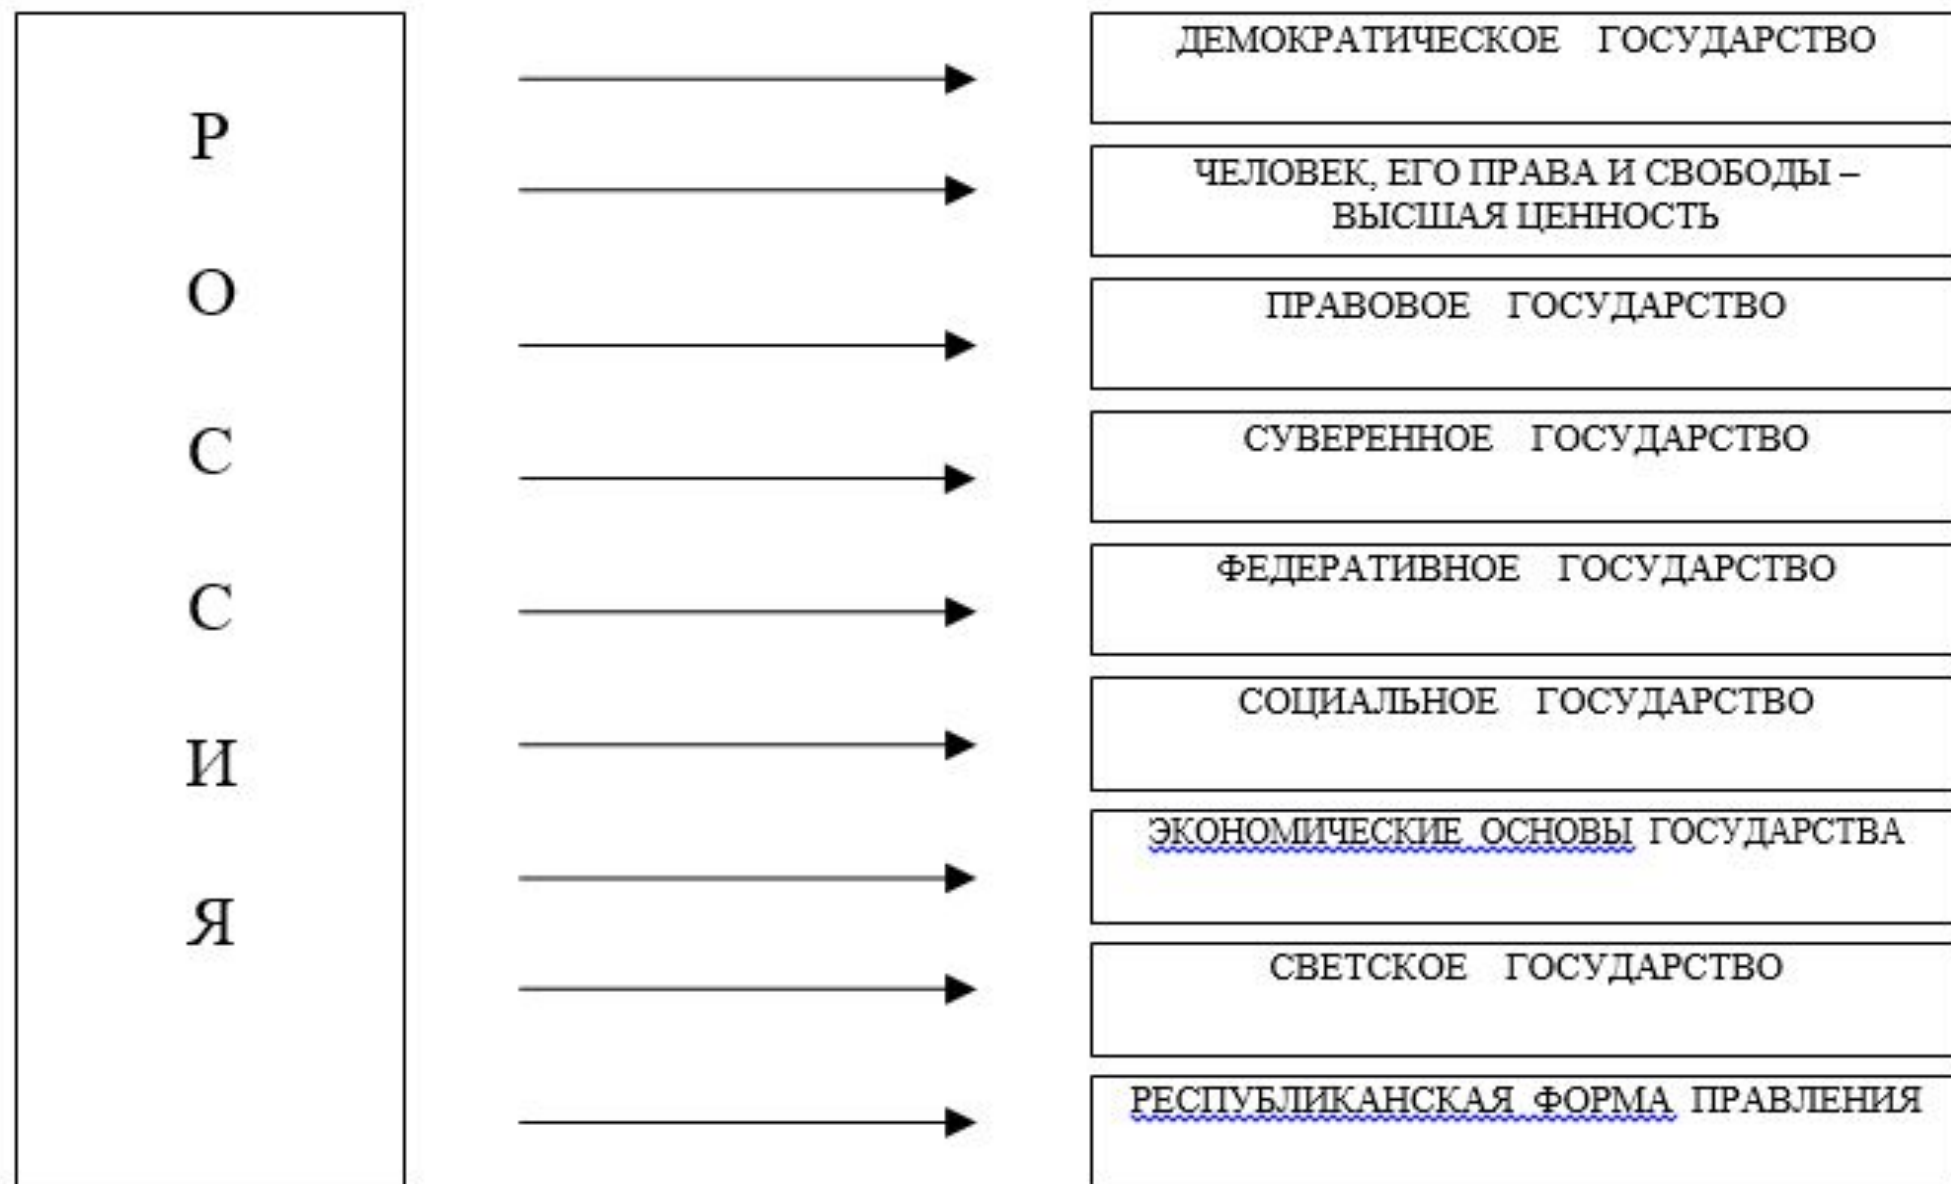 Р
О
С
С
И
Я
ДЕМОКРАТИЧЕСКОЕ ГОСУДАРСТВО
ЧЕЛОВЕК, ЕГО ПРАВА И СВОБОДЫ –
ВЫСШАЯ ЦЕННОСТЬ
ПРАВОВОЕ ГОСУДАРСТВО
СУВЕРЕННОЕ ГОСУДАРСТВО
ФЕДЕРАТИВНОЕ ГОСУДАРСТВО
СОЦИАЛЬНОЕ ГОСУДАРСТВО
ЭКОНОМИЧЕСКИЕ ОСНОВЫ ГОСУДАРСТВА
СВЕТСКОЕ ГОСУДАРСТВО
РЕСПУБЛИКАНСКАЯ ФОРМА ПРАВЛЕНИЯ